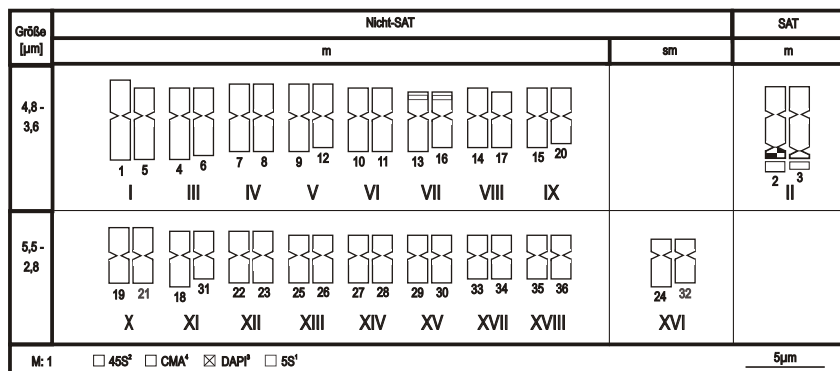 Größe [µm] Nicht-SAT SAT
m sm m
4,8 - 3,6
1 5 4 6 7 8 9 12 10 11 13 16 14 17 15 20 2 3
I III IV V VI VII VIII IX II
5,5 - 2,8
19 21 18 31 22 23 25 26 27 28 29 30 33 34 35 36 24 32
X XI XII XIII XIV XV XVII XVIII XVI
M: 1 45S² CMA⁴ DAPI⁸ 5S¹ 5µm